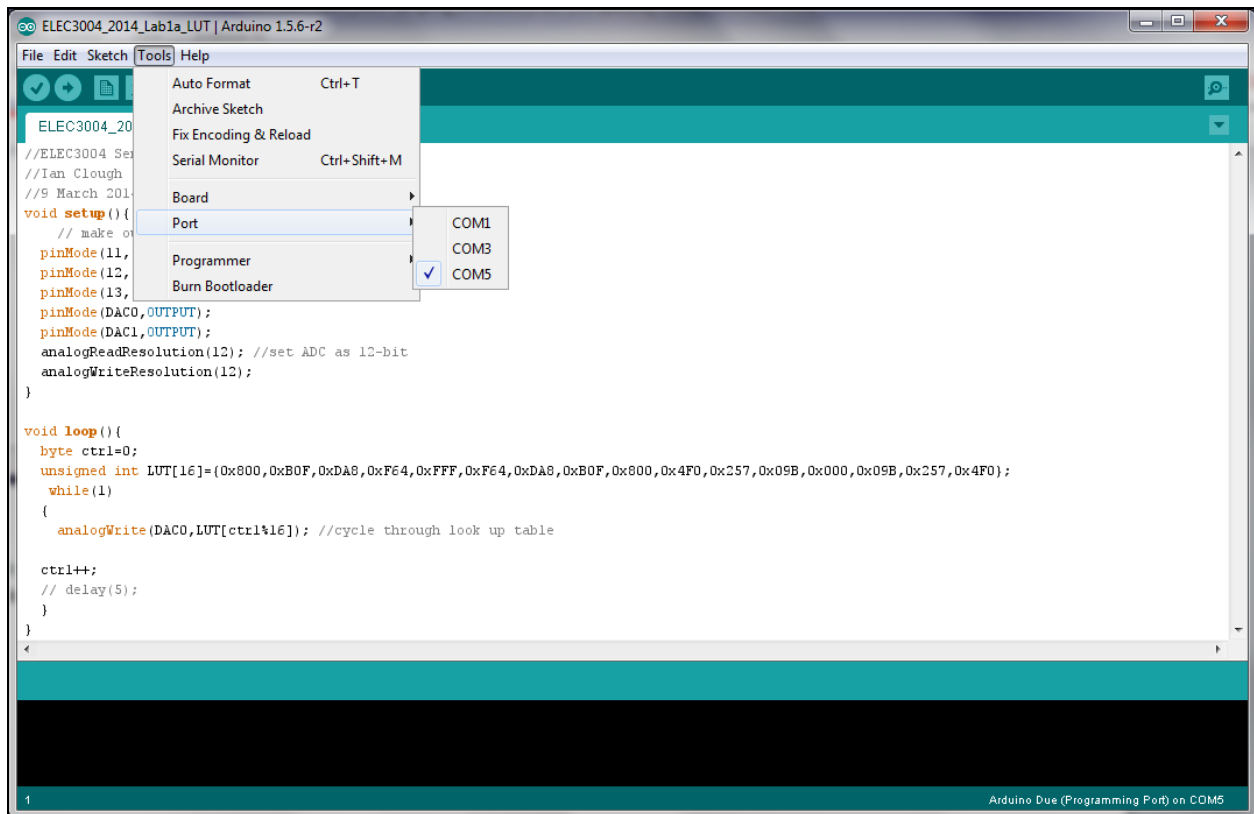 ELEC3004_2014_Lab1a_LUT | Arduino 1.5.6-r2
File Edit Sketch Tools Help
Auto Format Ctrl+T
Archive Sketch
Fix Encoding & Reload
Serial Monitor Ctrl+Shift+M
Board
Port
Programmer
Burn Bootloader
COM1
COM3
✓ COM5
ELEC3004_20
//ELEC3004 Se
//Ian Clough
//9 March 201
void setup(){
// make o
pinMode(11,
pinMode(12,
pinMode(13,
pinMode(DAC0,OUTPUT);
pinMode(DAC1,OUTPUT);
analogReadResolution(12); //set ADC as 12-bit
analogWriteResolution(12);
}
void loop(){
byte ctrl=0;
unsigned int LUT[16]={0x800,0xB0F,0xDA8,0xF64,0xFFF,0xF64,0xDA8,0xB0F,0x800,0x4F0,0x257,0x09B,0x000,0x09B,0x257,0x4F0};
while(1)
{
analogWrite(DAC0,LUT[ctrl%16]); //cycle through look up table
ctrl++;
// delay(5);
}
}
1
Arduino Due (Programming Port) on COM5